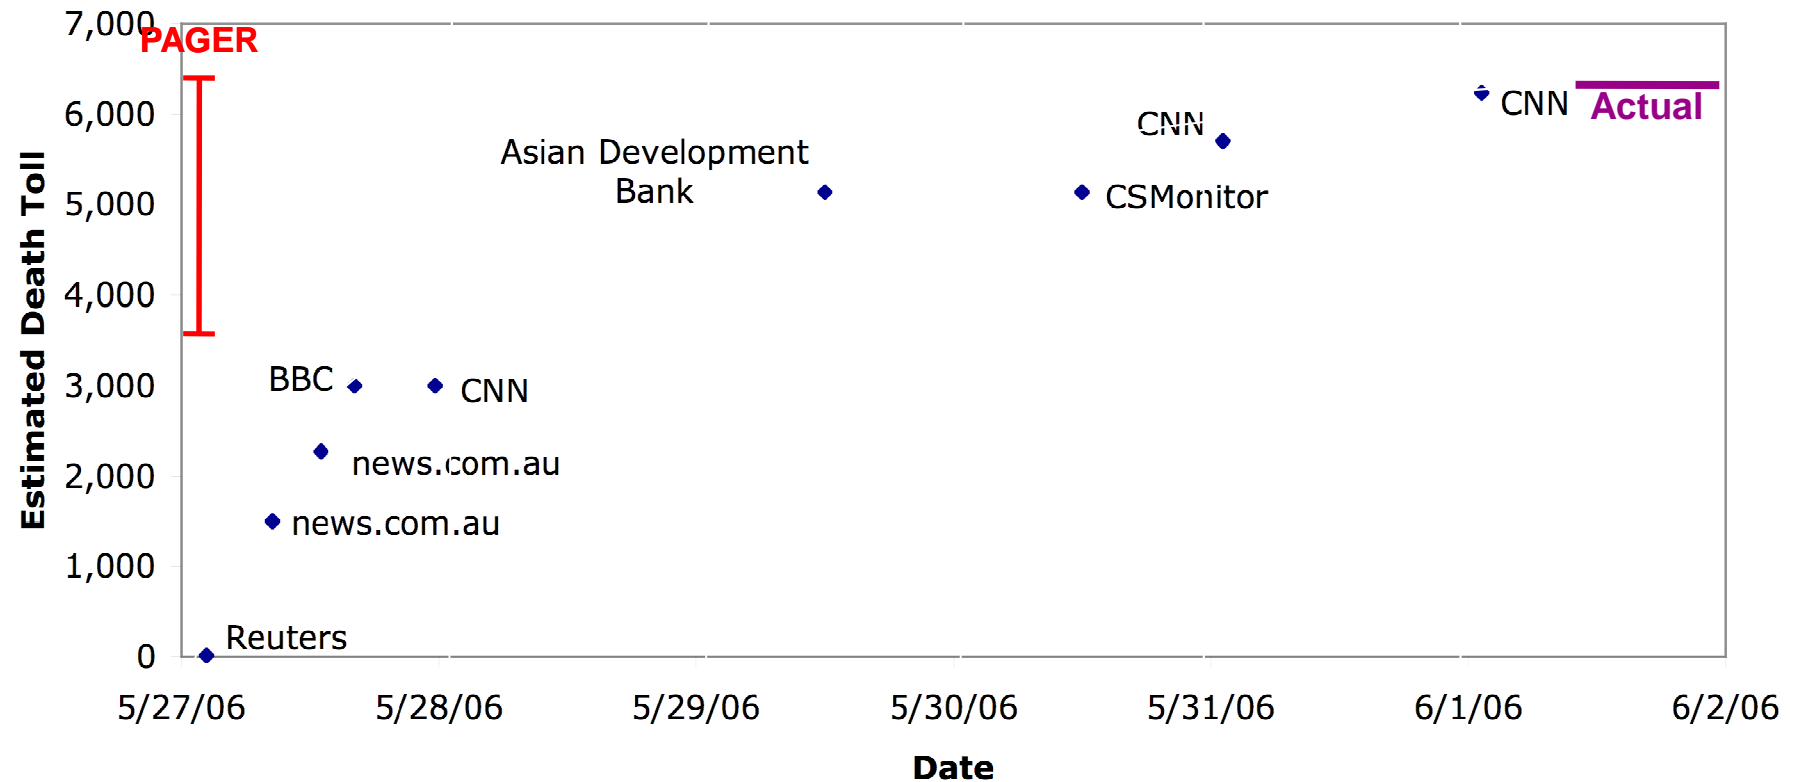 7,000
PAGER
6,000
5,000
4,000
3,000
2,000
1,000
0
Estimated Death Toll
Reuters
news.com.au
news.com.au
BBC
CNN
Asian Development
Bank
CSMonitor
CNN
CNN
Actual
5/27/06
5/28/06
5/29/06
5/30/06
5/31/06
6/1/06
6/2/06
Date